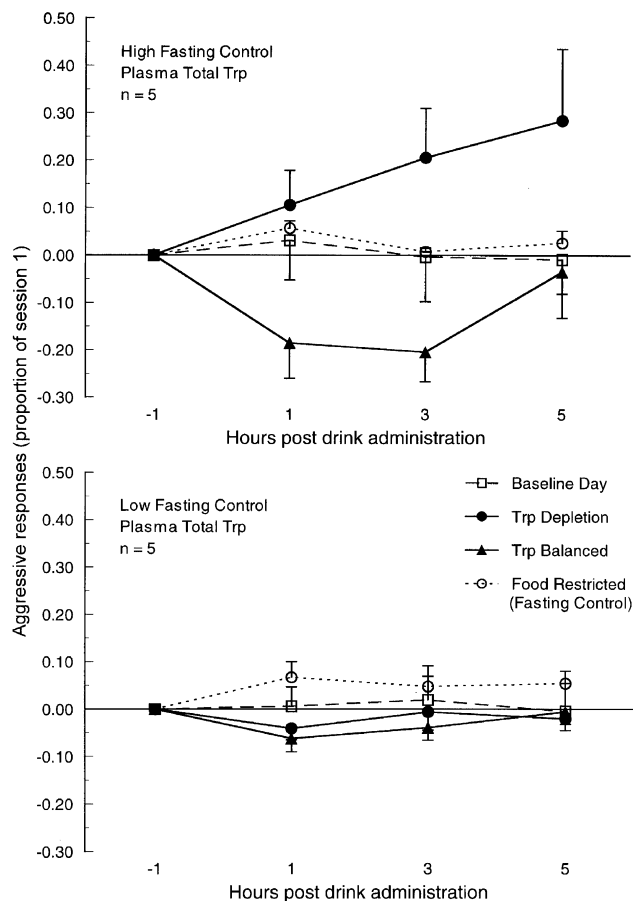 High Fasting Control
Plasma Total Trp
n = 5
0.50
0.40
0.30
0.20
0.10
0.00
-0.10
-0.20
-0.30
-1 1 3 5
Hours post drink administration
Aggressive responses (proportion of session 1)
Low Fasting Control
Plasma Total Trp
n = 5
Baseline Day
Trp Depletion
Trp Balanced
Food Restricted
(Fasting Control)
0.50
0.40
0.30
0.20
0.10
0.00
-0.10
-0.20
-0.30
-1 1 3 5
Hours post drink administration